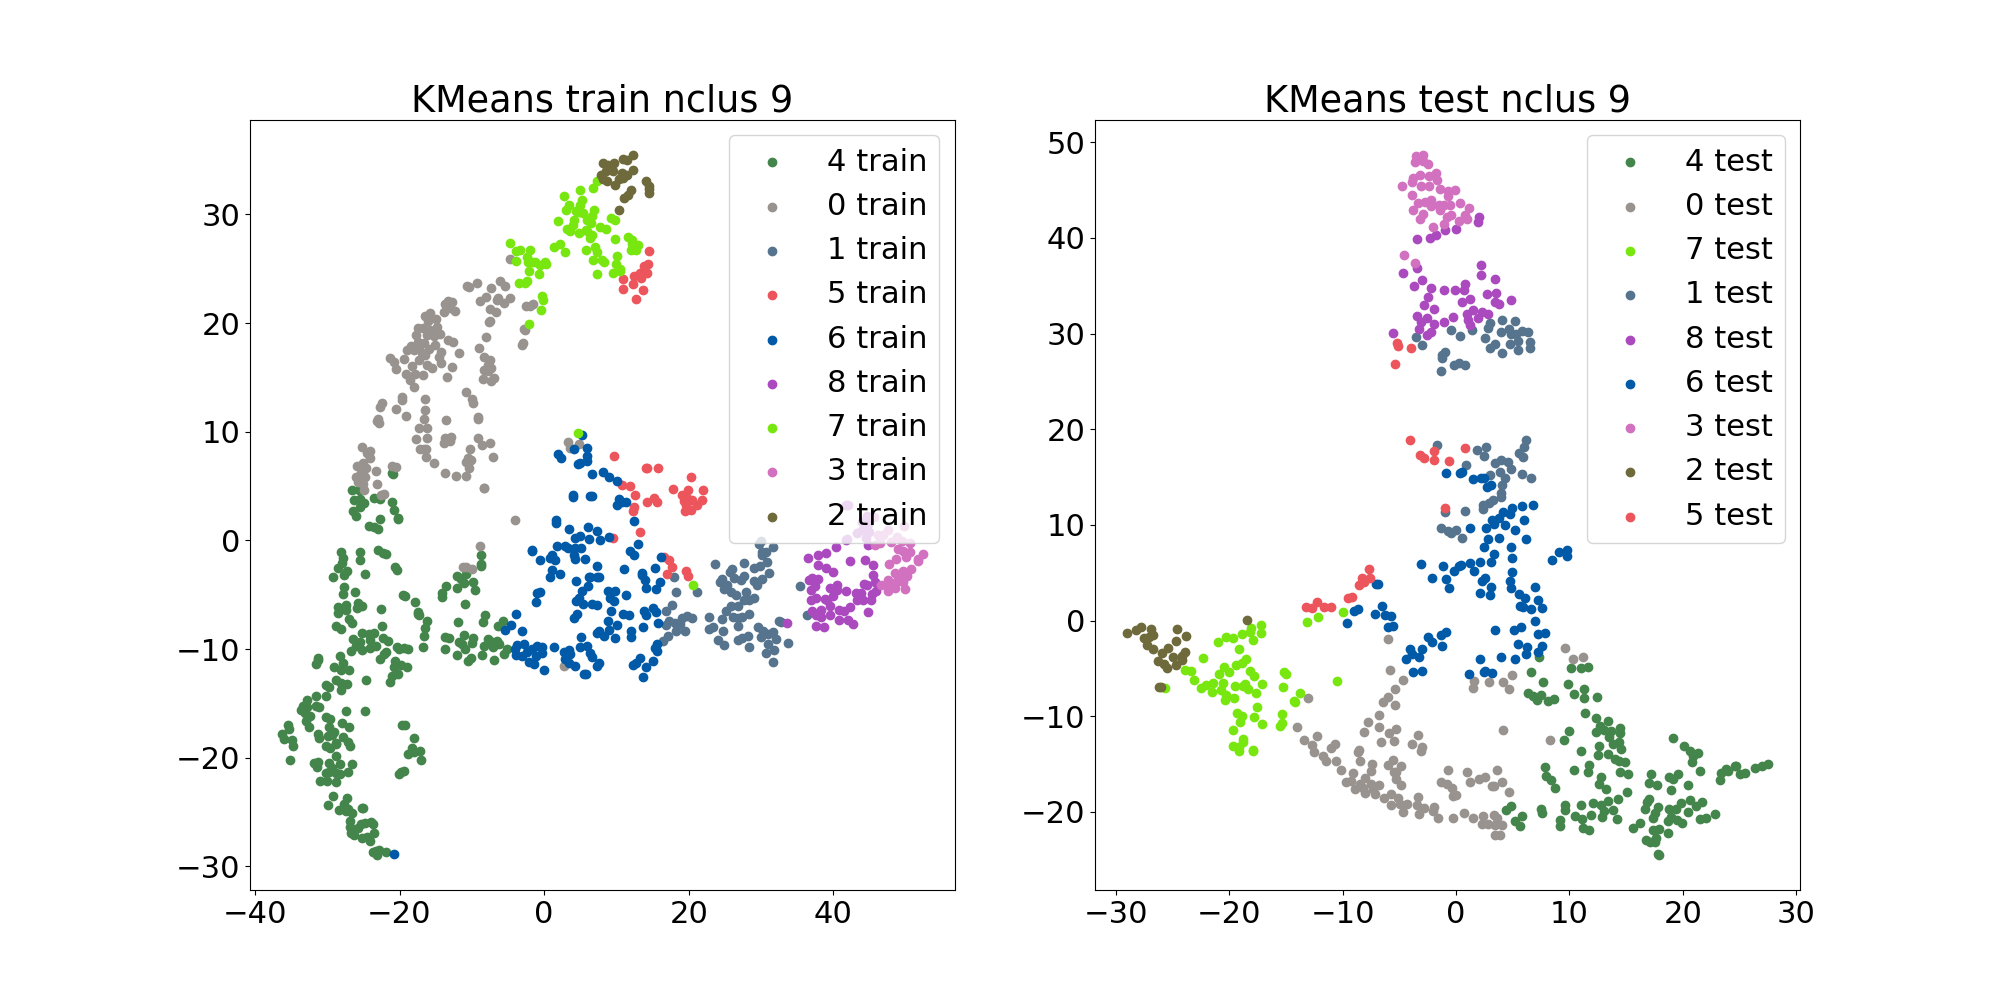 KMeans train nclus 9
30
20
10
0
−10
−20
−30
−40
−20
0
20
40
4 train
0 train
1 train
5 train
6 train
8 train
7 train
3 train
2 train
KMeans test nclus 9
50
40
30
20
10
0
−10
−20
−30
−20
−10
0
10
20
30
4 test
0 test
7 test
1 test
8 test
6 test
3 test
2 test
5 test